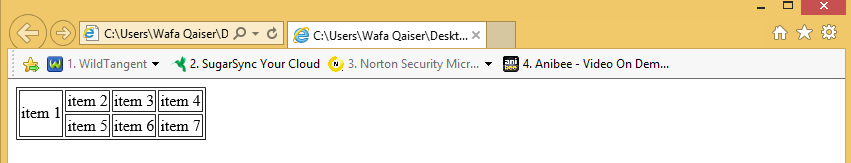 C:\Users\Wafa Qaiser\D
C:\Users\Wafa Qaiser\Deskt...
1. WildTangent
2. SugarSync Your Cloud
3. Norton Security Micr...
4. Anibee - Video On Dem...
item 1
item 2 item 3 item 4
item 5 item 6 item 7